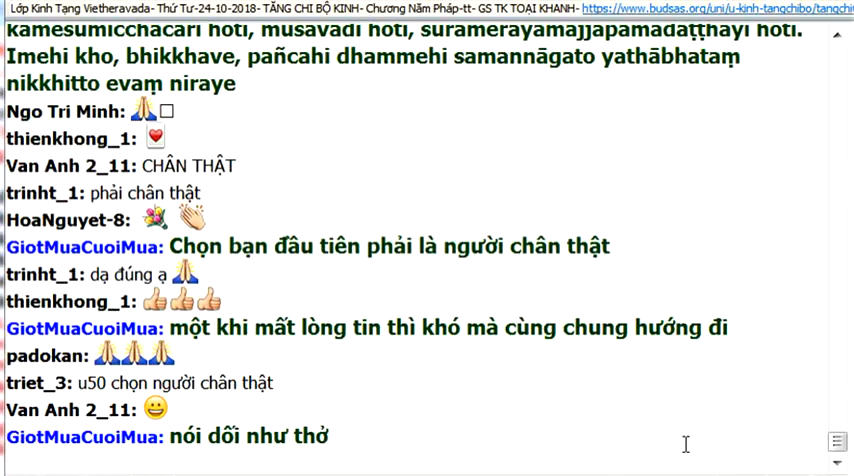 Lớp Kinh Tạng Vietheravada- Thứ Tư-24-10-2018- TĂNG CHI BỘ KINH- Chương Năm Pháp-tt- GS TK TOẠI KHANH- https://www.budsas.org/uni/u-kinh-tangchibo/tangchi
kamesumicchacari hoti, musavadi hoti, suramerayamajjapamadaṭṭhayi hoti.
Imehi kho, bhikkhave, pañcahi dhammehi samannāgato yathābhataṃ
nikkhitto evaṃ niraye
Ngo Tri Minh: 🙏□
thienkhong_1: 💌
Van Anh 2_11: CHÂN THẬT
trinht_1: phải chân thật
HoaNguyet-8: 💐 👏
GiotMuaCuoiMua: Chọn bạn đầu tiên phải là người chân thật
trinht_1: dạ đúng ạ 🙏
thienkhong_1: 👍👍👍
GiotMuaCuoiMua: một khi mất lòng tin thì khó mà cùng chung hướng đi
padokan: 🙏🙏🙏
triet_3: u50 chọn người chân thật
Van Anh 2_11: 😀
GiotMuaCuoiMua: nói dối như thở